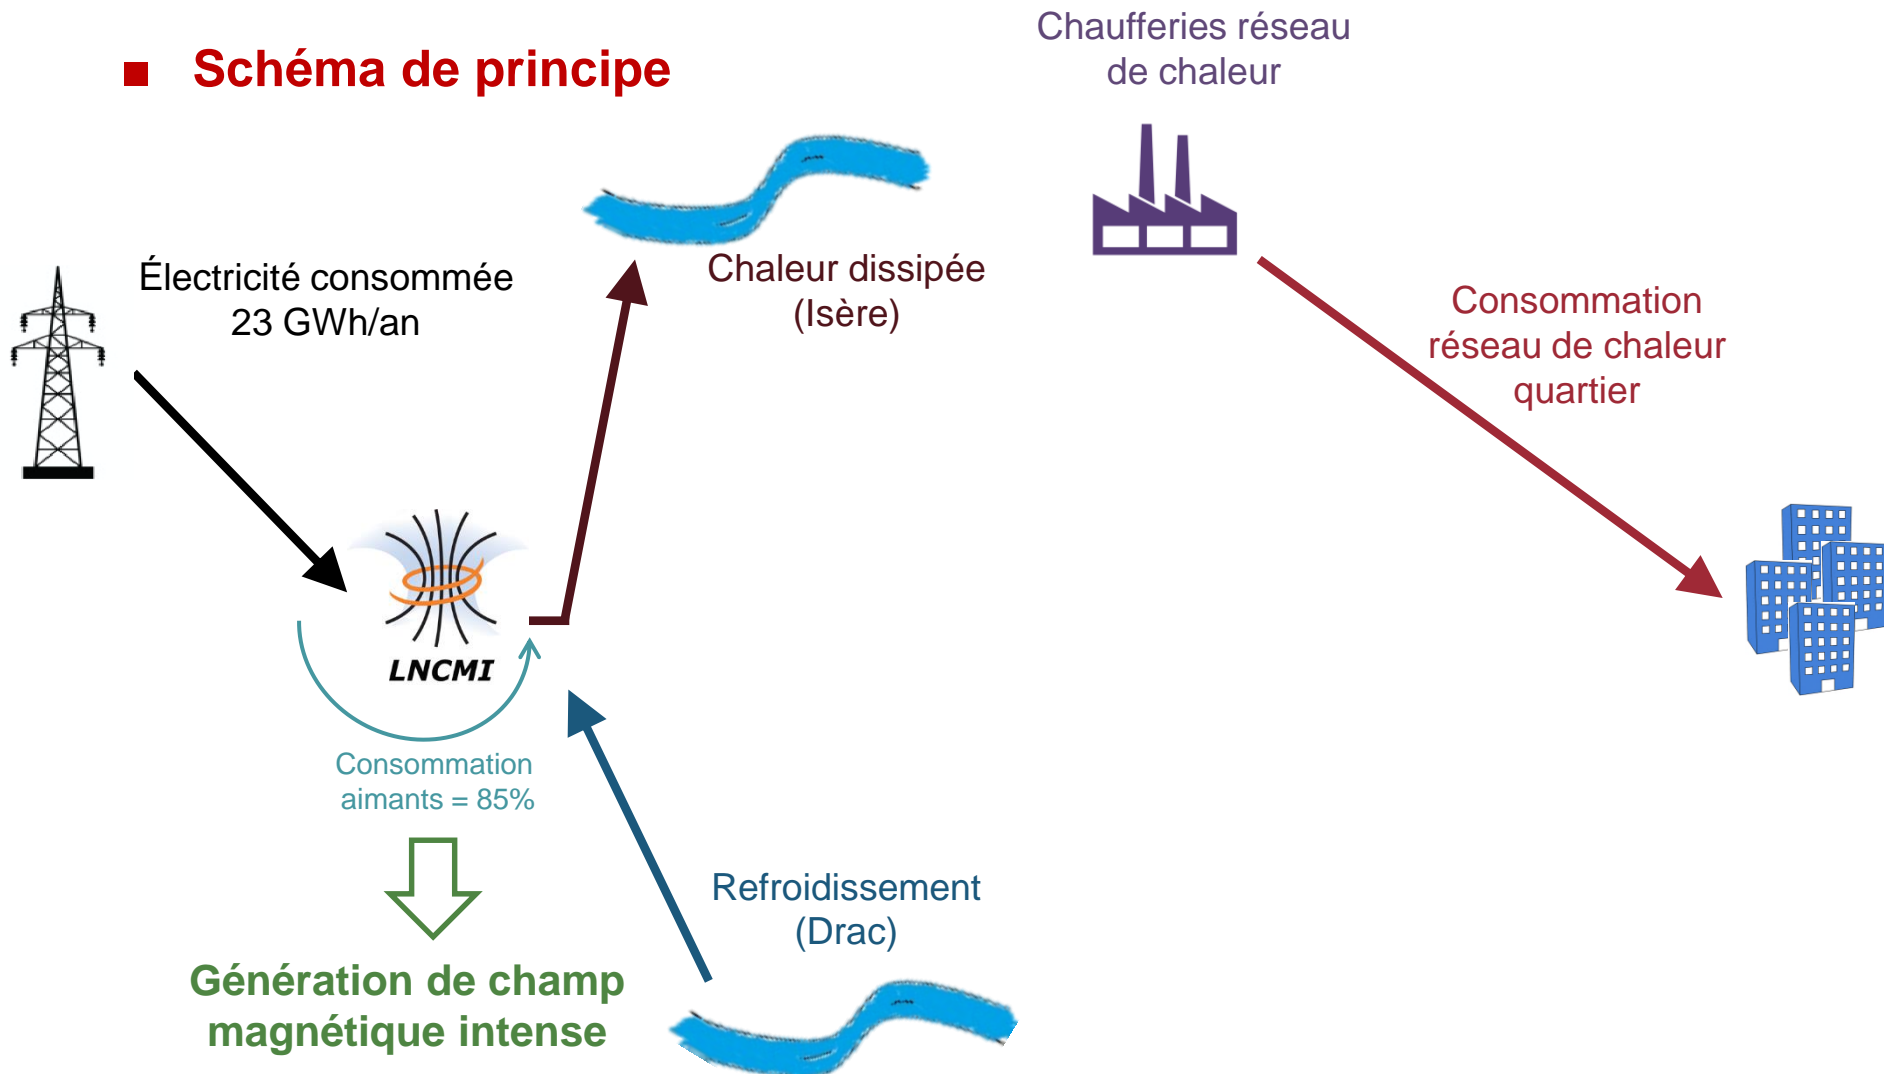 Schéma de principe
Chaufferies réseau
de chaleur
Électricité consommée
23 GWh/an
Chaleur dissipée
(Isère)
Consommation
réseau de chaleur
quartier
LNCMI
Consommation
aimants = 85%
Refroidissement
(Drac)
Génération de champ
magnétique intense